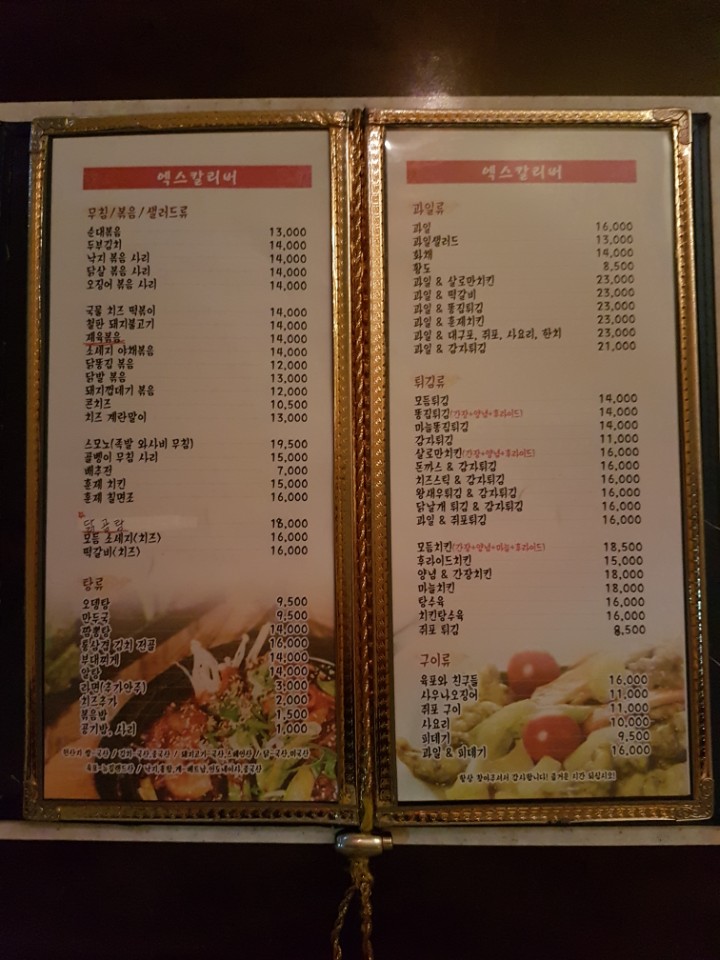 엑스칼리버
무침/볶음/샐러드류
순대볶음 13,000
두부김치 14,000
낙지 볶음 사리 14,000
닭살 볶음 사리 14,000
오징어 볶음 사리 14,000
국물 치즈 떡볶이 14,000
철판 돼지불고기 14,000
제육볶음 14,000
소세지 야채볶음 14,000
닭똥집 볶음 12,000
닭발 볶음 13,000
돼지껍데기 볶음 12,000
콘치즈 10,500
치즈 계란말이 13,000
스모노(족발 와사비 무침) 19,500
골뱅이 무침 사리 15,000
배추전 7,000
훈제 치킨 15,000
훈제 칠면조 16,000
18,000
모듬 소세지(치즈) 16,000
떡갈비(치즈) 16,000
탕류
오뎅탕 9,500
만두국 9,500
짬뽕탕 14,000
통삼겹 김치 전골 16,000
부대찌개 14,000
알탕 14,000
라면(추가안주) 3,000
치즈추가 2,000
볶음밥 1,500
공기밥, 사리 1,000
엑스칼리버
과일류
과일 16,000
과일샐러드 13,000
화채 14,000
황도 8,500
과일 & 살로만치킨 23,000
과일 & 떡갈비 23,000
과일 & 똥집튀김 23,000
과일 & 훈제치킨 23,000
과일 & 대구포, 쥐포, 사요리, 한치 23,000
과일 & 감자튀김 21,000
튀김류
모듬튀김 14,000
똥집튀김(간장+양념+후라이드) 14,000
마늘똥집튀김 14,000
감자튀김 11,000
살로만치킨(간장+양념+후라이드) 16,000
돈까스 & 감자튀김 16,000
치즈스틱 & 감자튀김 16,000
왕새우튀김 & 감자튀김 16,000
닭날개 튀김 & 감자튀김 16,000
과일 & 쥐포튀김 16,000
모듬치킨(간장+양념+마늘+후라이드) 18,500
후라이드치킨 15,000
양념 & 간장치킨 18,000
마늘치킨 18,000
탕수육 16,000
치킨탕수육 16,000
쥐포 튀김 8,500
구이류
육포와 친구들 16,000
사우나오징어 11,000
쥐포 구이 11,000
사요리 10,000
희데기 9,500
과일 & 희데기 16,000
항상 찾아주셔서 감사합니다! 즐거운 시간 되십시요!